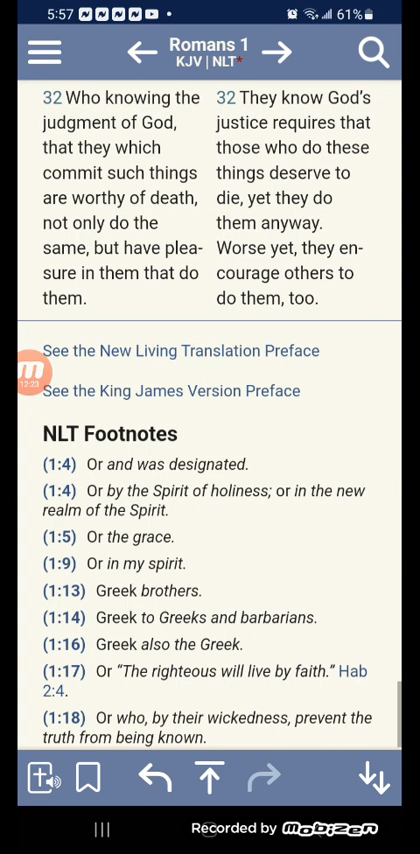 5:57
61%
Romans 1
KJV | NLT*
32 Who knowing the
judgment of God,
that they which
commit such things
are worthy of death,
not only do the
same, but have plea-
sure in them that do
them.
32 They know God's
justice requires that
those who do these
things deserve to
die, yet they do
them anyway.
Worse yet, they en-
courage others to
do them, too.
See the New Living Translation Preface
12:23
See the King James Version Preface
NLT Footnotes
(1:4) Or and was designated.
(1:4) Or by the Spirit of holiness; or in the new
realm of the Spirit.
(1:5) Or the grace.
(1:9) Or in my spirit.
(1:13) Greek brothers.
(1:14) Greek to Greeks and barbarians.
(1:16) Greek also the Greek.
(1:17) Or “The righteous will live by faith.” Hab
2:4.
(1:18) Or who, by their wickedness, prevent the
truth from being known.
Recorded by Mobizen